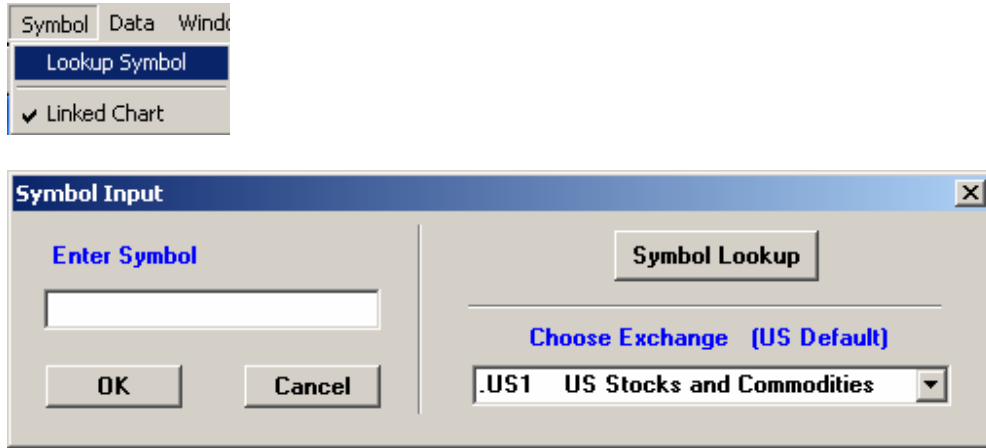 Symbol Data
Lookup Symbol
Linked Chart
Symbol Input
Enter Symbol
Symbol Lookup
Choose Exchange (US Default)
OK Cancel
.US1 US Stocks and Commodities